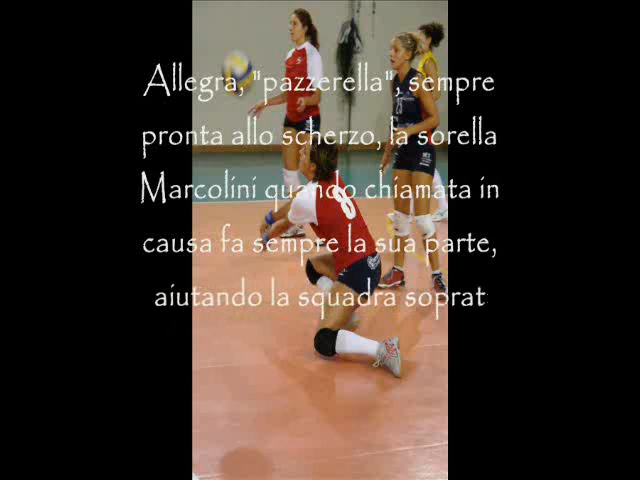 Allegra, "pazzerella", sempre
pronta allo scherzo, la sorella
Marcolini quando chiamata in
causa fa sempre la sua parte,
aiutando la squadra soprat
8